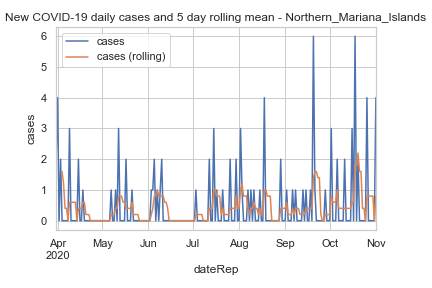 New COVID-19 daily cases and 5 day rolling mean - Northern_Mariana_Islands
cases
cases (rolling)
6
5
4
3
2
1
0
cases
Apr May Jun Jul Aug Sep Oct Nov
2020
dateRep